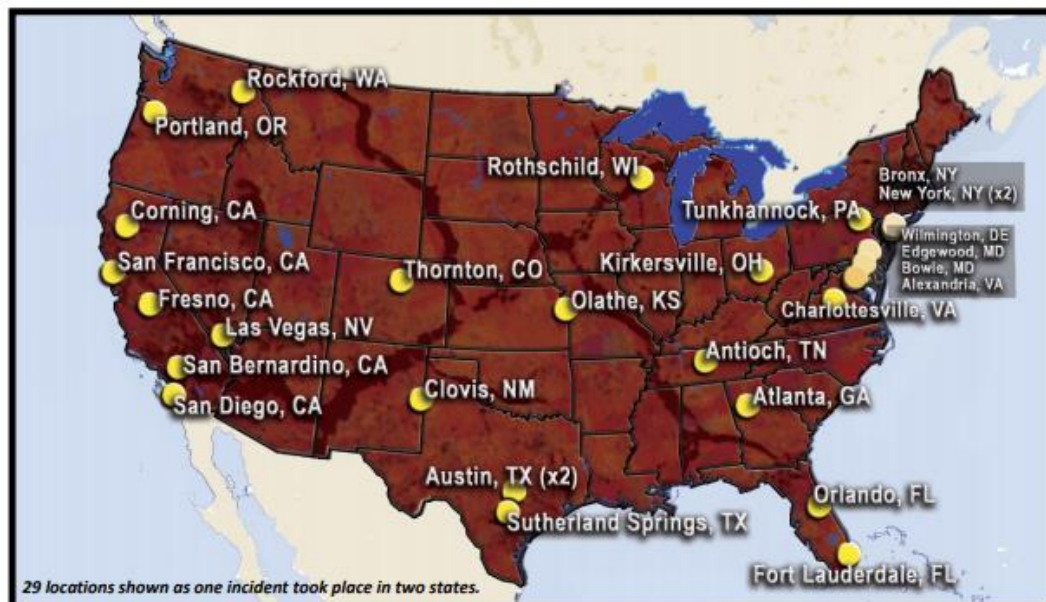 Rockford, WA
Portland, OR
Rothschild, WI
Bronx, NY
New York, NY (x2)
Tunkhannock, PA
Corning, CA
Wilmington, DE
Edgewood, MD
Bowie, MD
Alexandria, VA
San Francisco, CA
Thornton, CO
Kirkersville, OH
Fresno, CA
Olathe, KS
Charlottesville, VA
Las Vegas, NV
San Bernardino, CA
Antioch, TN
San Diego, CA
Clovis, NM
Atlanta, GA
Austin, TX (x2)
Orlando, FL
Sutherland Springs, TX
Fort Lauderdale, FL
29 locations shown as one incident took place in two states.